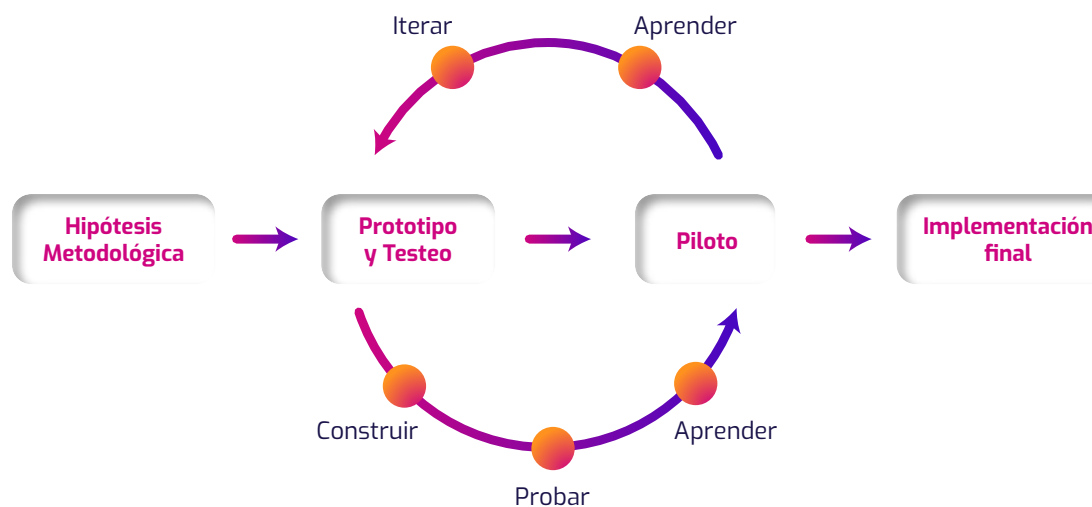 Iterar
Aprender
Hipótesis
Metodológica
Prototipo
y Testeo
Piloto
Implementación
final
Construir
Aprender
Probar